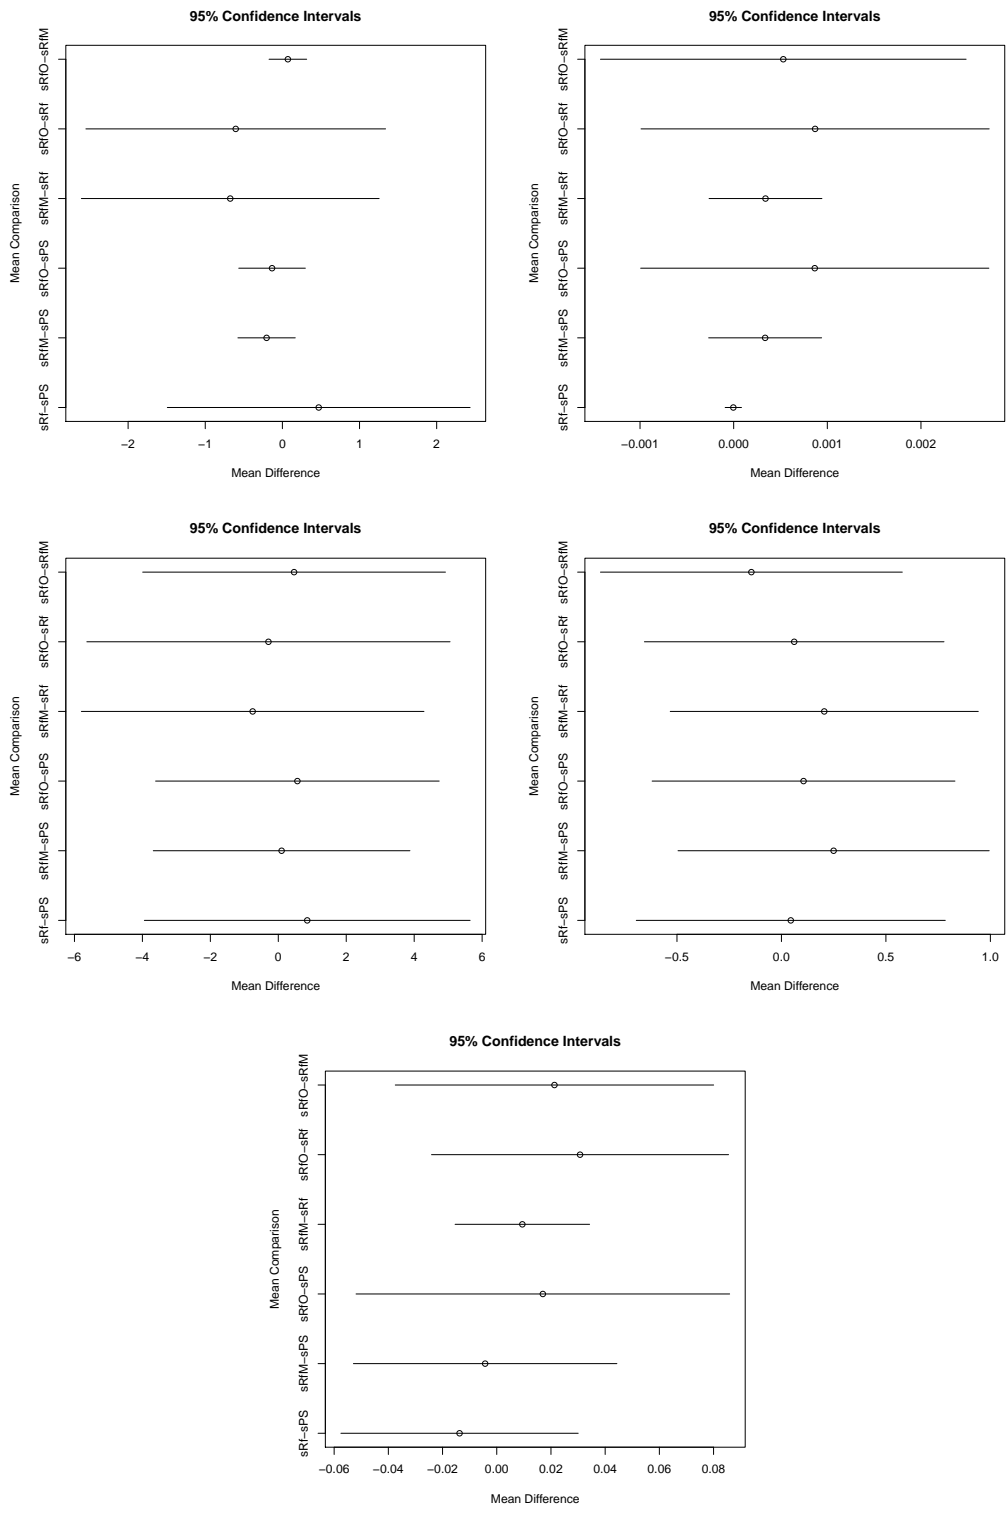 95% Confidence Intervals
Mean Comparison
sRfO−sRfM
sRfO−sRf
sRfM−sRf
sRfO−sPS
sRfM−sPS
sRf−sPS
−2 −1 0 1 2
Mean Difference
95% Confidence Intervals
Mean Comparison
sRfO−sRfM
sRfO−sRf
sRfM−sRf
sRfO−sPS
sRfM−sPS
sRf−sPS
−0.001 0.000 0.001 0.002
Mean Difference
95% Confidence Intervals
Mean Comparison
sRfO−sRfM
sRfO−sRf
sRfM−sRf
sRfO−sPS
sRfM−sPS
sRf−sPS
−6 −4 −2 0 2 4 6
Mean Difference
95% Confidence Intervals
Mean Comparison
sRfO−sRfM
sRfO−sRf
sRfM−sRf
sRfO−sPS
sRfM−sPS
sRf−sPS
−0.5 0.0 0.5 1.0
Mean Difference
95% Confidence Intervals
Mean Comparison
sRfO−sRfM
sRfO−sRf
sRfM−sRf
sRfO−sPS
sRfM−sPS
sRf−sPS
−0.06 −0.04 −0.02 0.00 0.02 0.04 0.06 0.08
Mean Difference